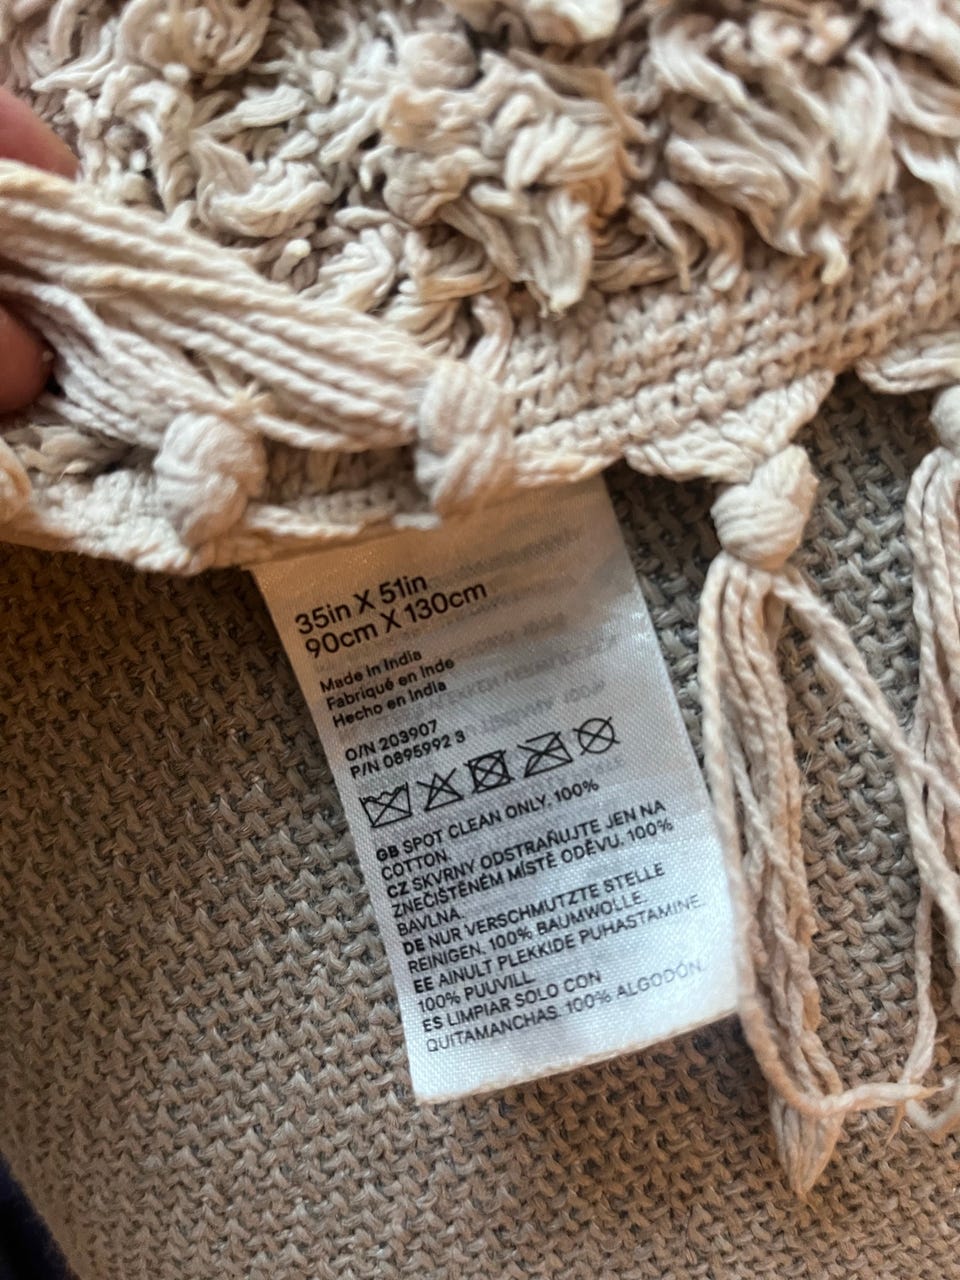 35in X 51in
90cm X 130cm
Made in India
Fabriqué en Inde
Hecho en India
O/N 203907
P/N 0895992 3
GB SPOT CLEAN ONLY. 100%
COTTON.
CZ SKVRNY ODSTRAŇUJTE JEN NA
ZNEČIŠTĚNÉM MÍSTĚ ODĚVU. 100%
BAVLNA.
DE NUR VERSCHMUTZTE STELLE
REINIGEN. 100% BAUMWOLLE.
EE AINULT PLEKKIDE PUHASTAMINE.
100% PUUVILL
ES LIMPIAR SOLO CON
QUITAMANCHAS. 100% ALGODÓN.